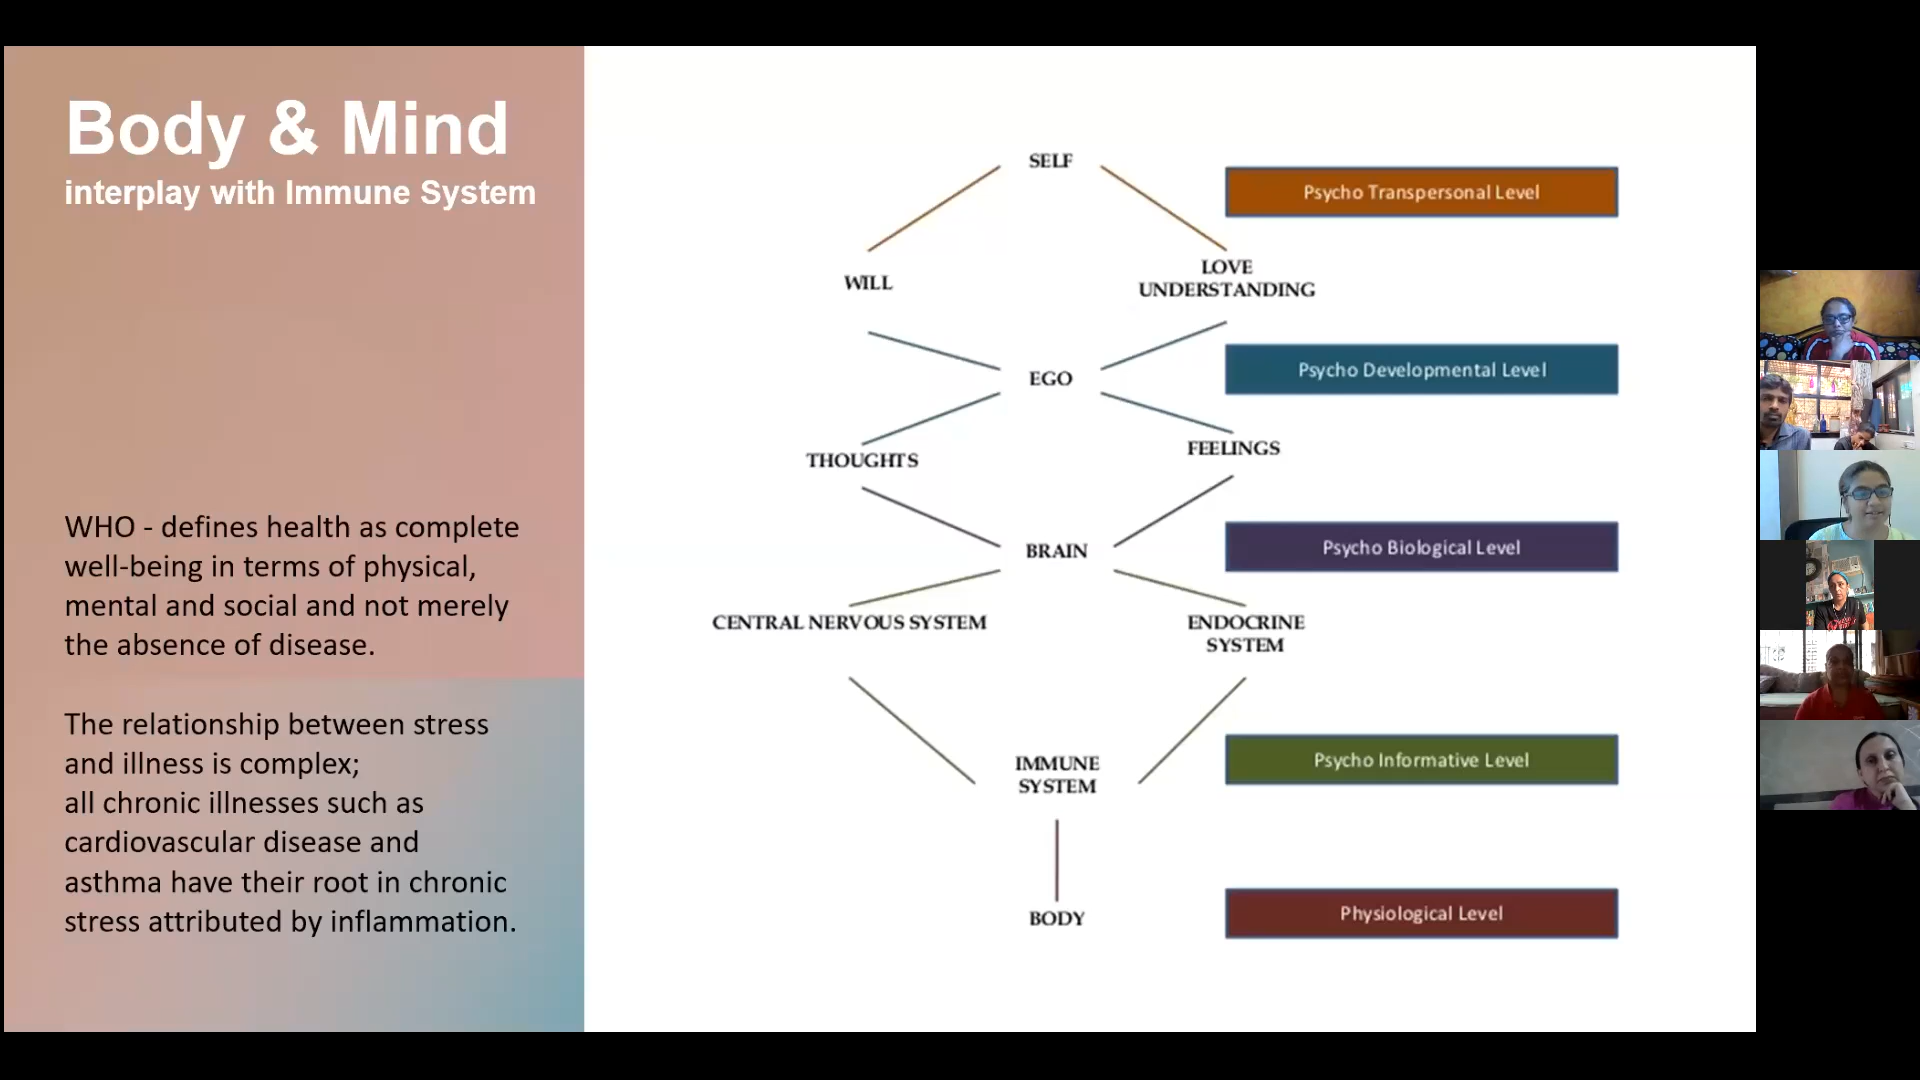 Body & Mind
interplay with Immune System
WHO - defines health as complete
well-being in terms of physical,
mental and social and not merely
the absence of disease.
The relationship between stress
and illness is complex;
all chronic illnesses such as
cardiovascular disease and
asthma have their root in chronic
stress attributed by inflammation.
SELF
Psycho Transpersonal Level
WILL
LOVE
UNDERSTANDING
EGO
Psycho Developmental Level
THOUGHTS
FEELINGS
BRAIN
Psycho Biological Level
CENTRAL NERVOUS SYSTEM
ENDOCRINE
SYSTEM
IMMUNE
SYSTEM
Psycho Informative Level
BODY
Physiological Level